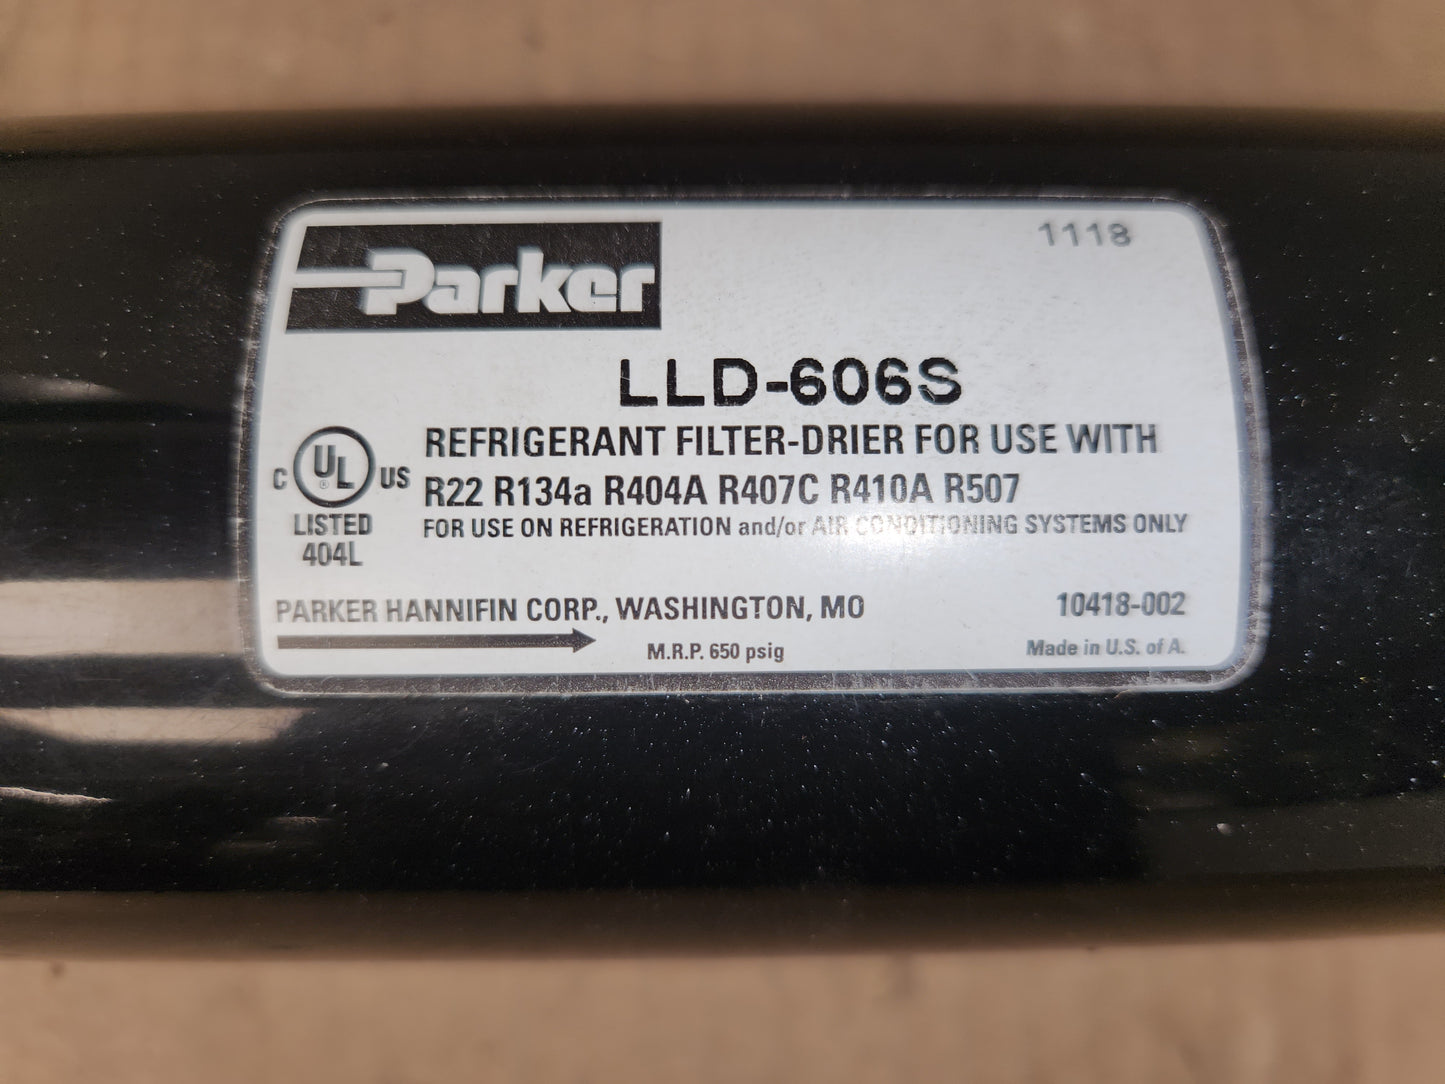 Parker
1118
LLD-606S
REFRIGERANT FILTER-DRIER FOR USE WITH
R22 R134a R404A R407C R410A R507
FOR USE ON REFRIGERATION and/or AIR CONDITIONING SYSTEMS ONLY
C UL ® US
LISTED
404L
PARKER HANNIFIN CORP., WASHINGTON, MO
10418-002
M.R.P. 650 psig
Made in U.S. of A.